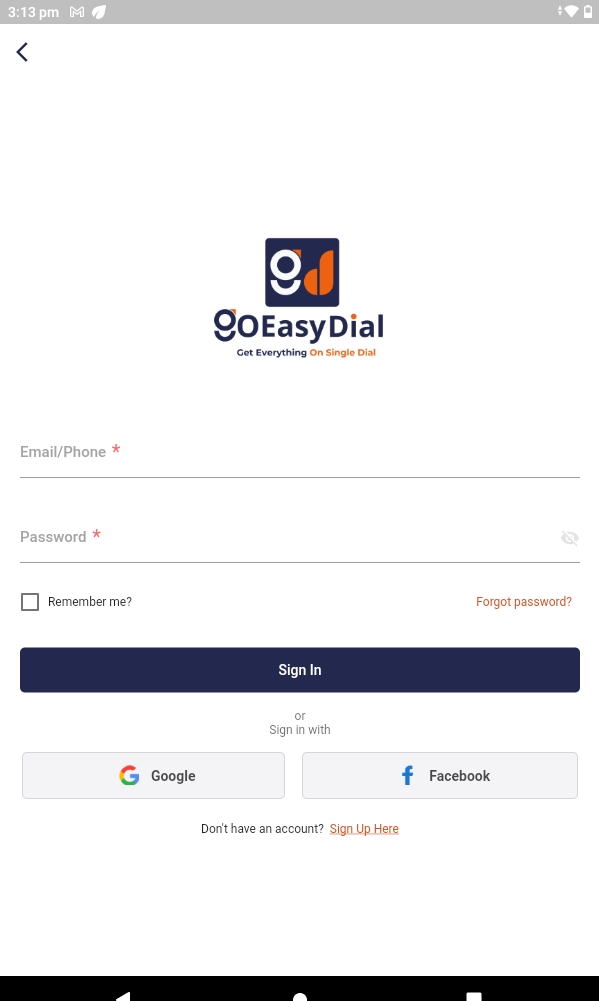 3:13 pm
gd
gOEasyDial
Get Everything On Single Dial
Email/Phone *
Password *
Remember me?
Forgot password?
Sign In
or
Sign in with
Google
Facebook
Don't have an account? Sign Up Here